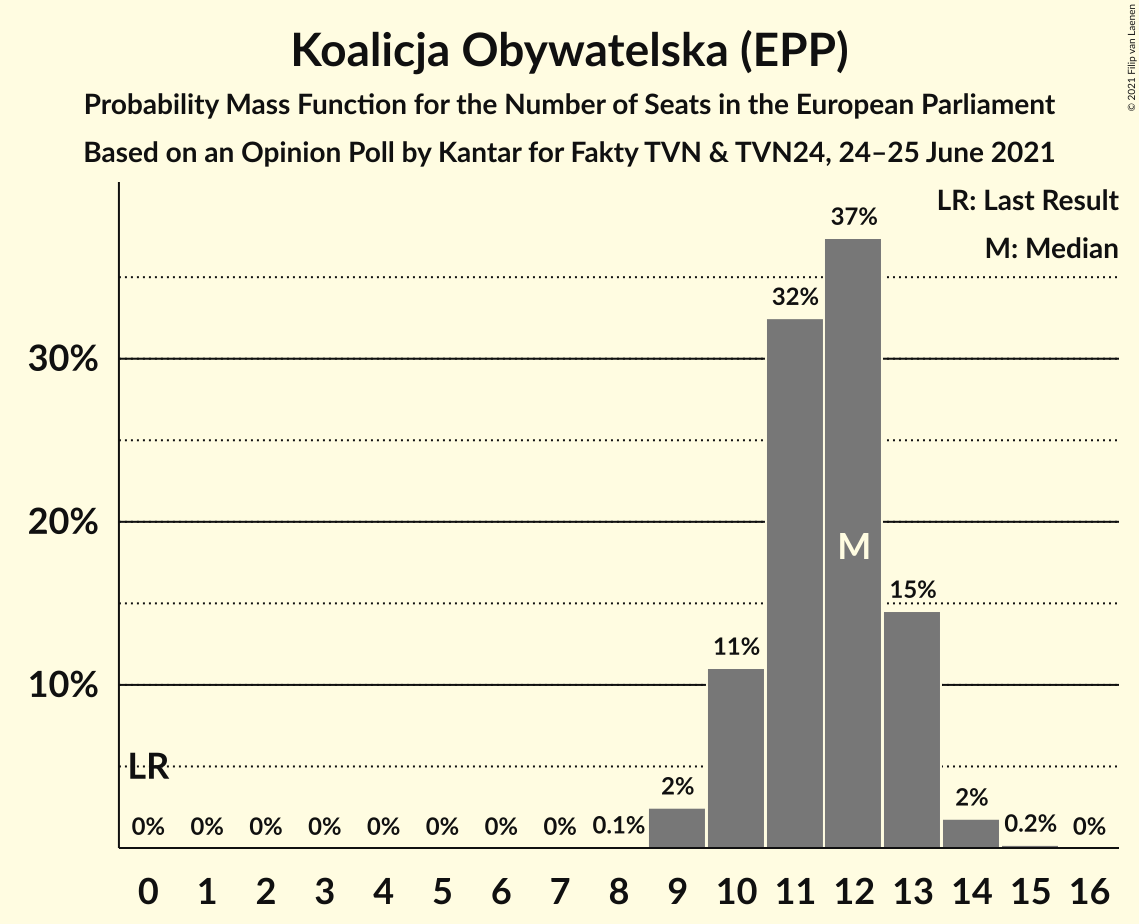 Koalicja Obywatelska (EPP)
Probability Mass Function for the Number of Seats in the European Parliament
Based on an Opinion Poll by Kantar for Fakty TVN & TVN24, 24–25 June 2021
© 2021 Filip van Laenen
LR: Last Result
M: Median
37%
32%
30%
20%
M
15%
11%
10%
LR
2%
2%
0% 0% 0% 0% 0% 0% 0% 0% 0.1% 0.2% 0%
0 1 2 3 4 5 6 7 8 9 10 11 12 13 14 15 16